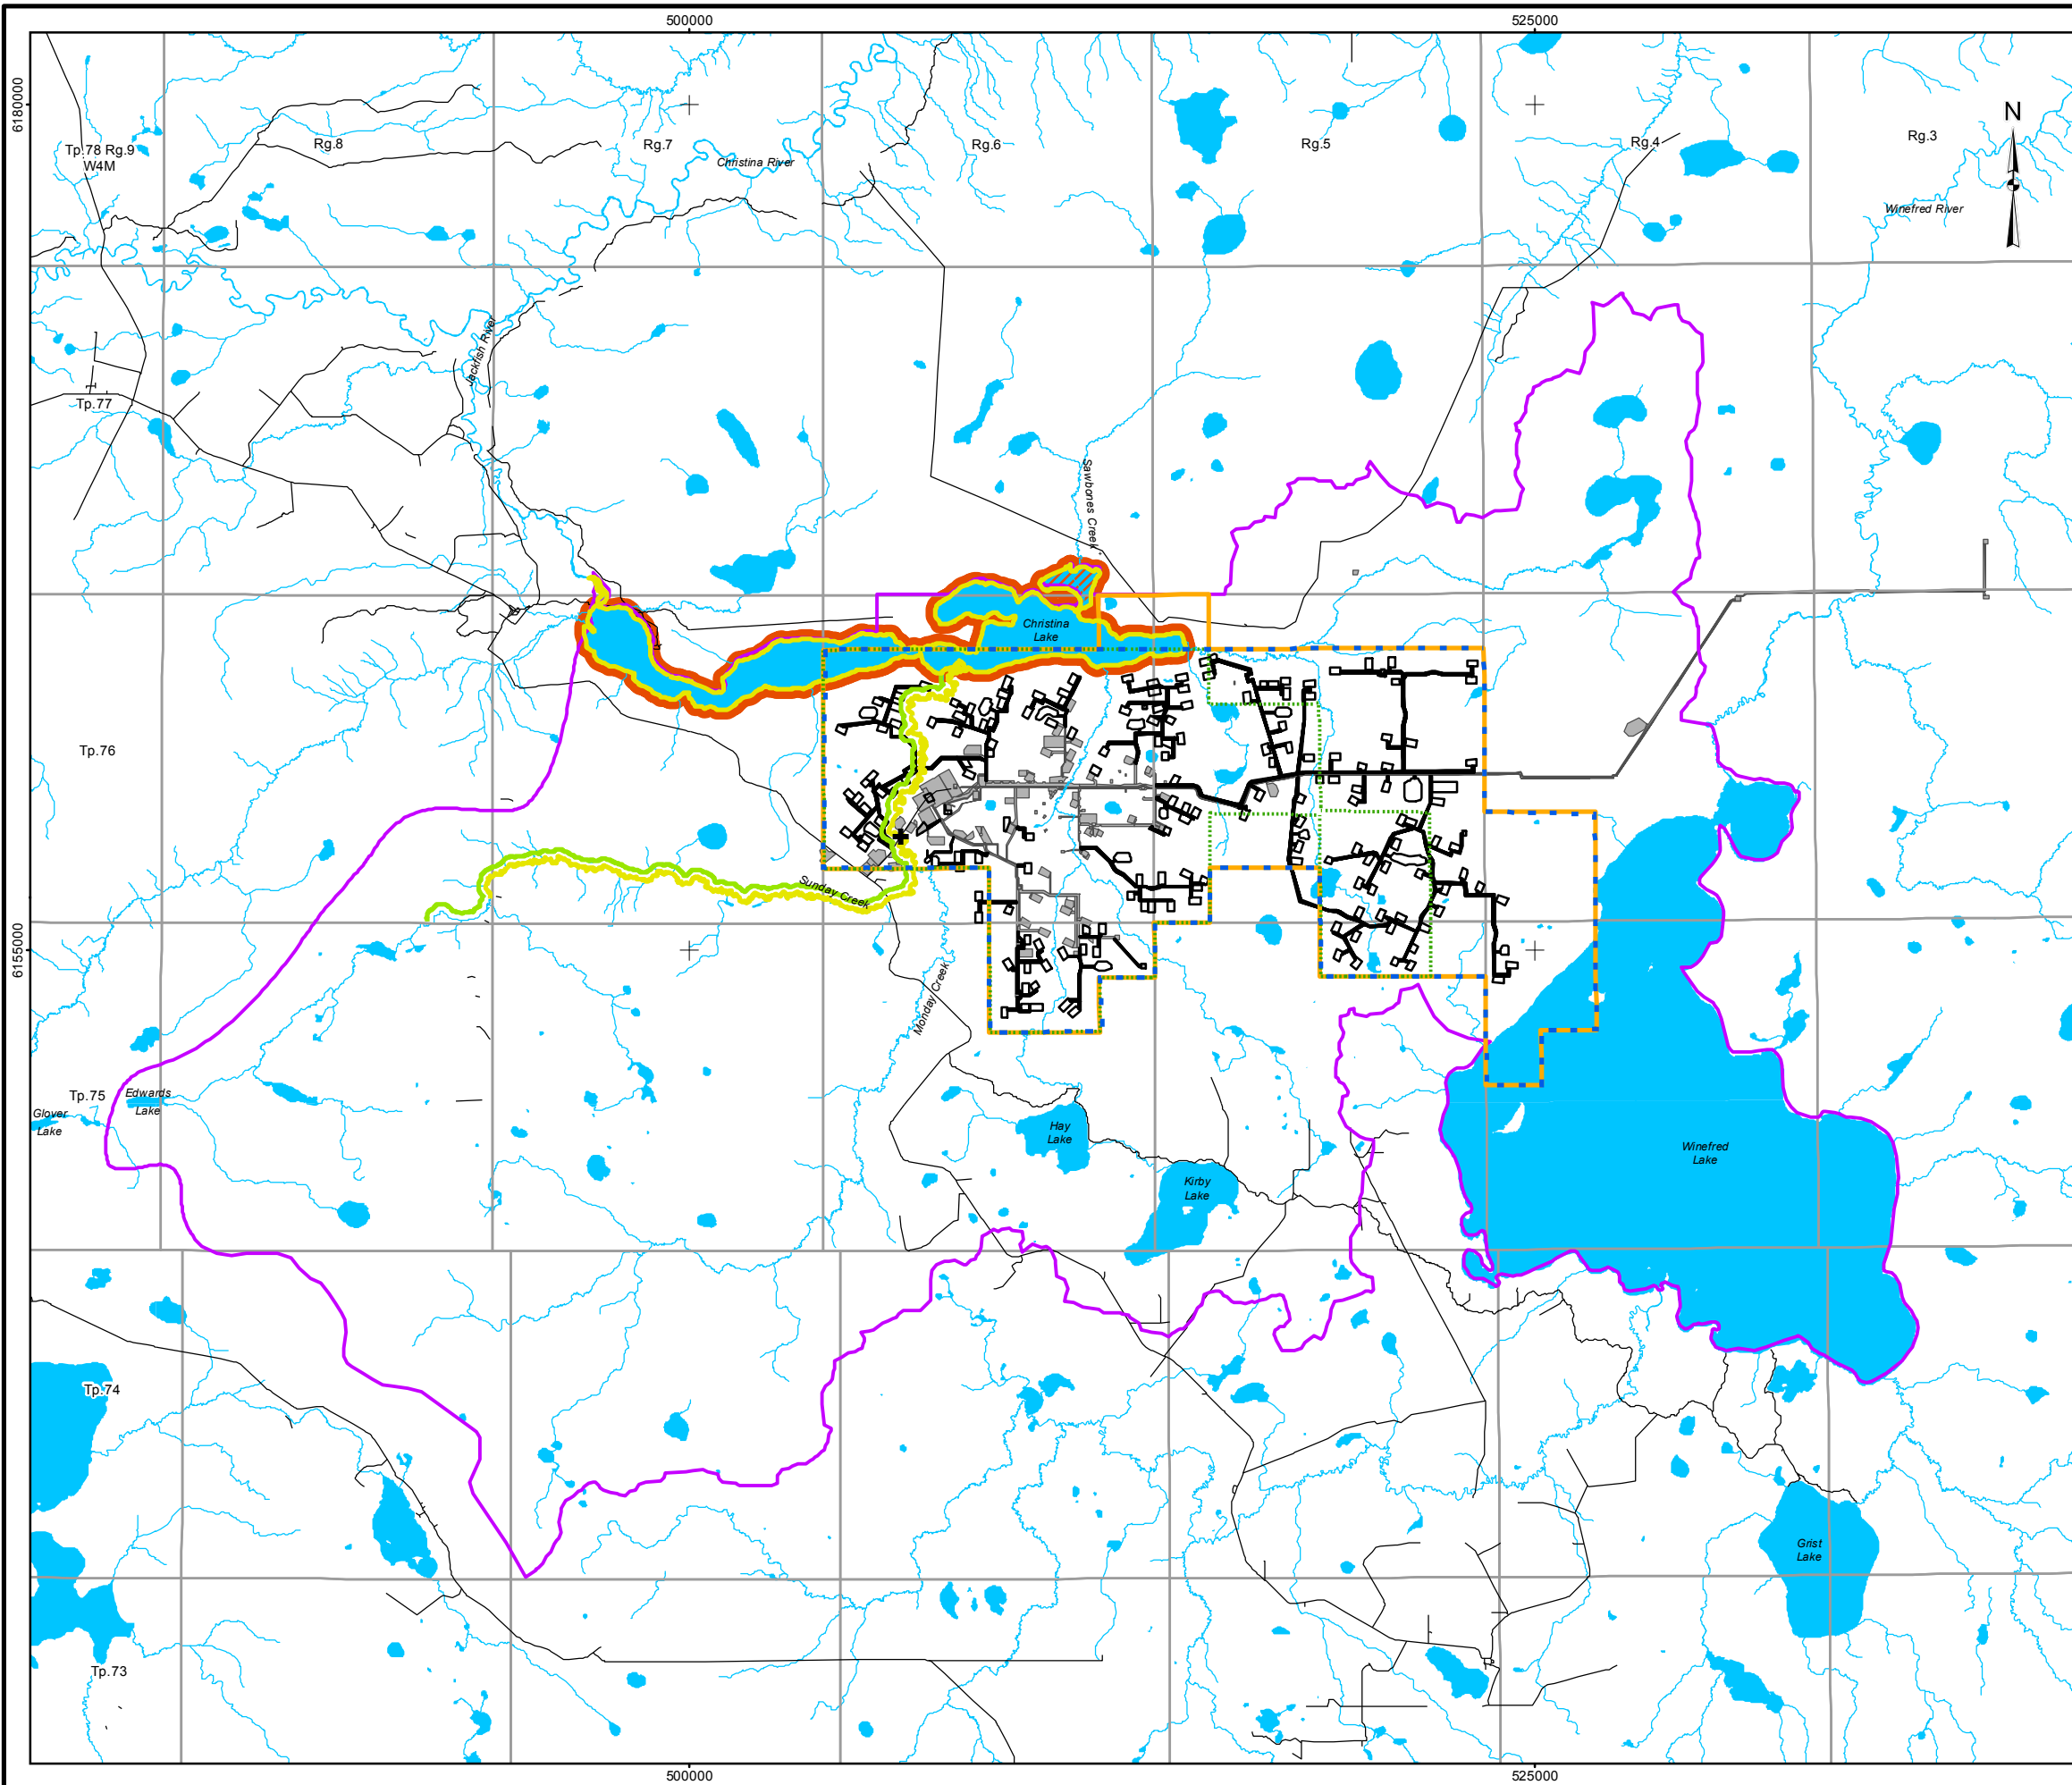 500000
525000
6180000
N
Rg.3
Rg.8
Rg.7
Rg.6
Rg.5
Rg.4
Tp.78 Rg.9
W4M
Christina River
Winefred River
Jackfish River
Tp.77
Sawbones Creek
Christina
Lake
Tp.76
Sunday Creek
6155000
Monday Creek
Tp.75
Edwards
Lake
Glover
Lake
Hay
Lake
Winefred
Lake
Kirby
Lake
Tp.74
Grist
Lake
Tp.73
500000
525000